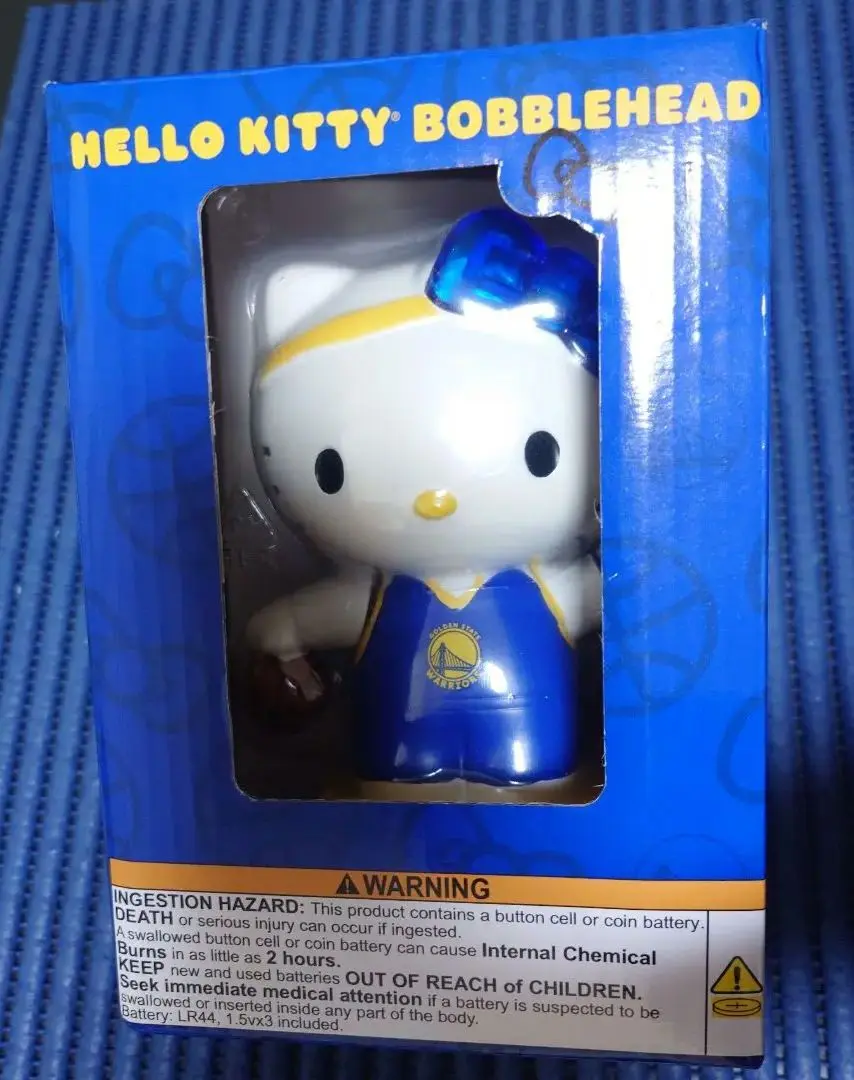 HELLO KITTY® BOBBLEHEAD
GOLDEN STATE
WARRIORS
⚠ WARNING
INGESTION HAZARD: This product contains a button cell or coin battery.
DEATH or serious injury can occur if ingested.
A swallowed button cell or coin battery can cause Internal Chemical
Burns in as little as 2 hours.
KEEP new and used batteries OUT OF REACH of CHILDREN.
Seek immediate medical attention if a battery is suspected to be
swallowed or inserted inside any part of the body.
Battery: LR44, 1.5vx3 included.